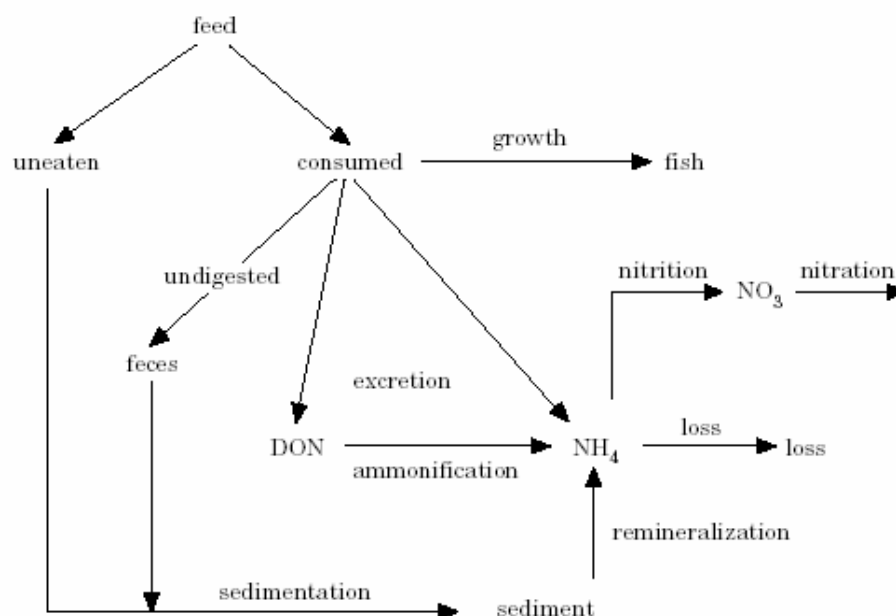 feed
growth
uneaten
consumed
fish
undigested
nitrition
NO₃
nitration
feces
excretion
DON
NH₄
loss
loss
ammonification
remineralization
sedimentation
sediment